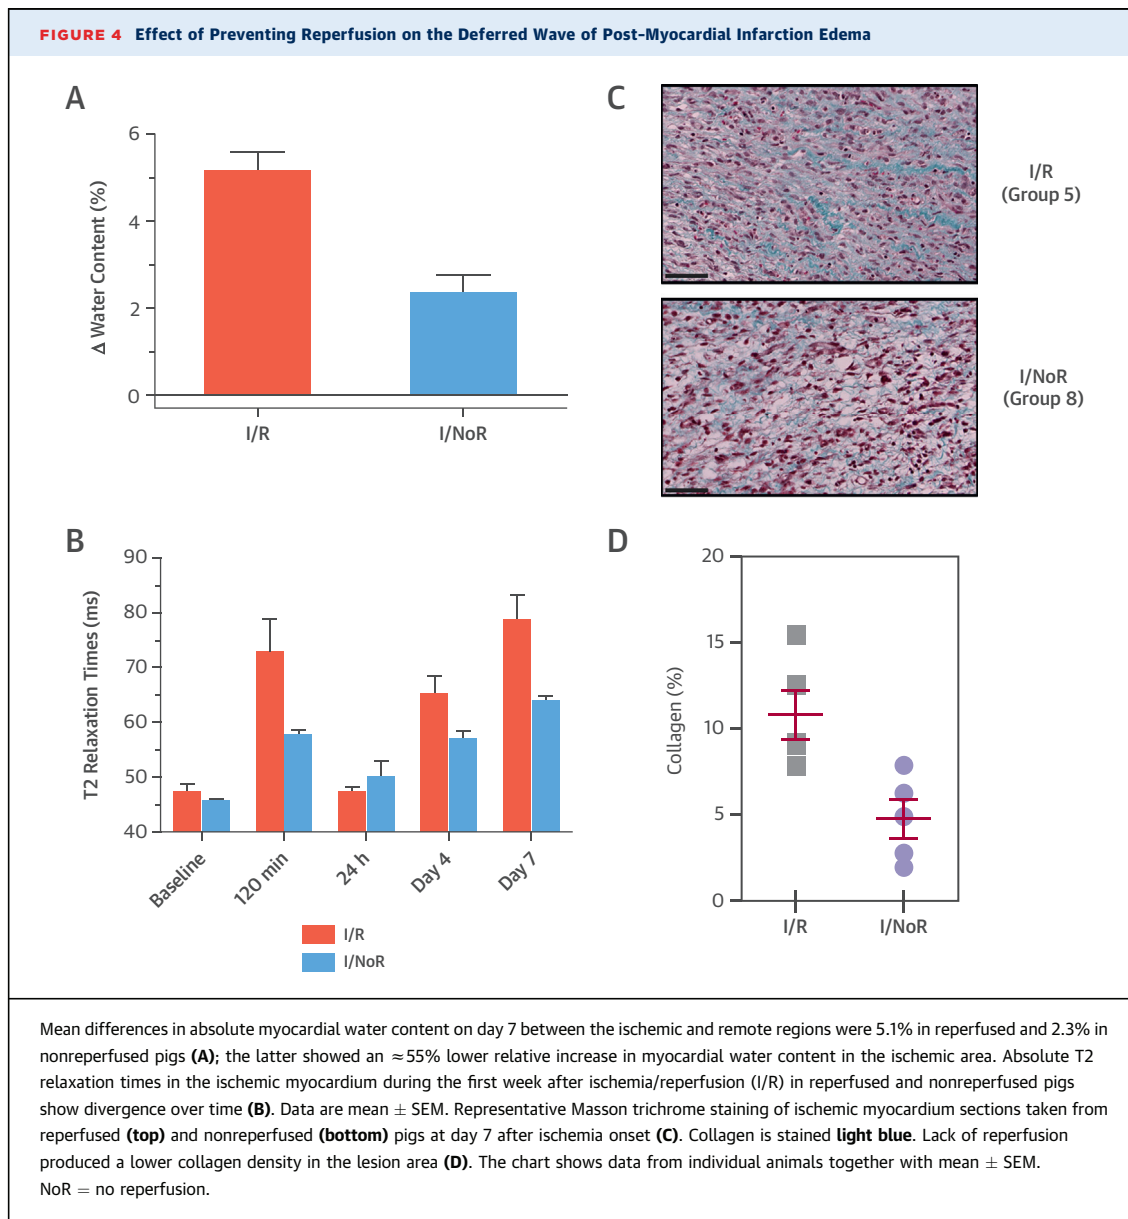 FIGURE 4 Effect of Preventing Reperfusion on the Deferred Wave of Post-Myocardial Infarction Edema
A
6
4
2
0
Δ Water Content (%)
I/R
I/NoR
C
I/R
(Group 5)
I/NoR
(Group 8)
B
90
80
70
60
50
40
T2 Relaxation Times (ms)
Baseline
120 min
24 h
Day 4
Day 7
I/R
I/NoR
D
20
15
10
5
0
Collagen (%)
I/R
I/NoR
Mean differences in absolute myocardial water content on day 7 between the ischemic and remote regions were 5.1% in reperfused and 2.3% in
nonreperfused pigs (A); the latter showed an ≈55% lower relative increase in myocardial water content in the ischemic area. Absolute T2
relaxation times in the ischemic myocardium during the first week after ischemia/reperfusion (I/R) in reperfused and nonreperfused pigs
show divergence over time (B). Data are mean ± SEM. Representative Masson trichrome staining of ischemic myocardium sections taken from
reperfused (top) and nonreperfused (bottom) pigs at day 7 after ischemia onset (C). Collagen is stained light blue. Lack of reperfusion
produced a lower collagen density in the lesion area (D). The chart shows data from individual animals together with mean ± SEM.
NoR = no reperfusion.